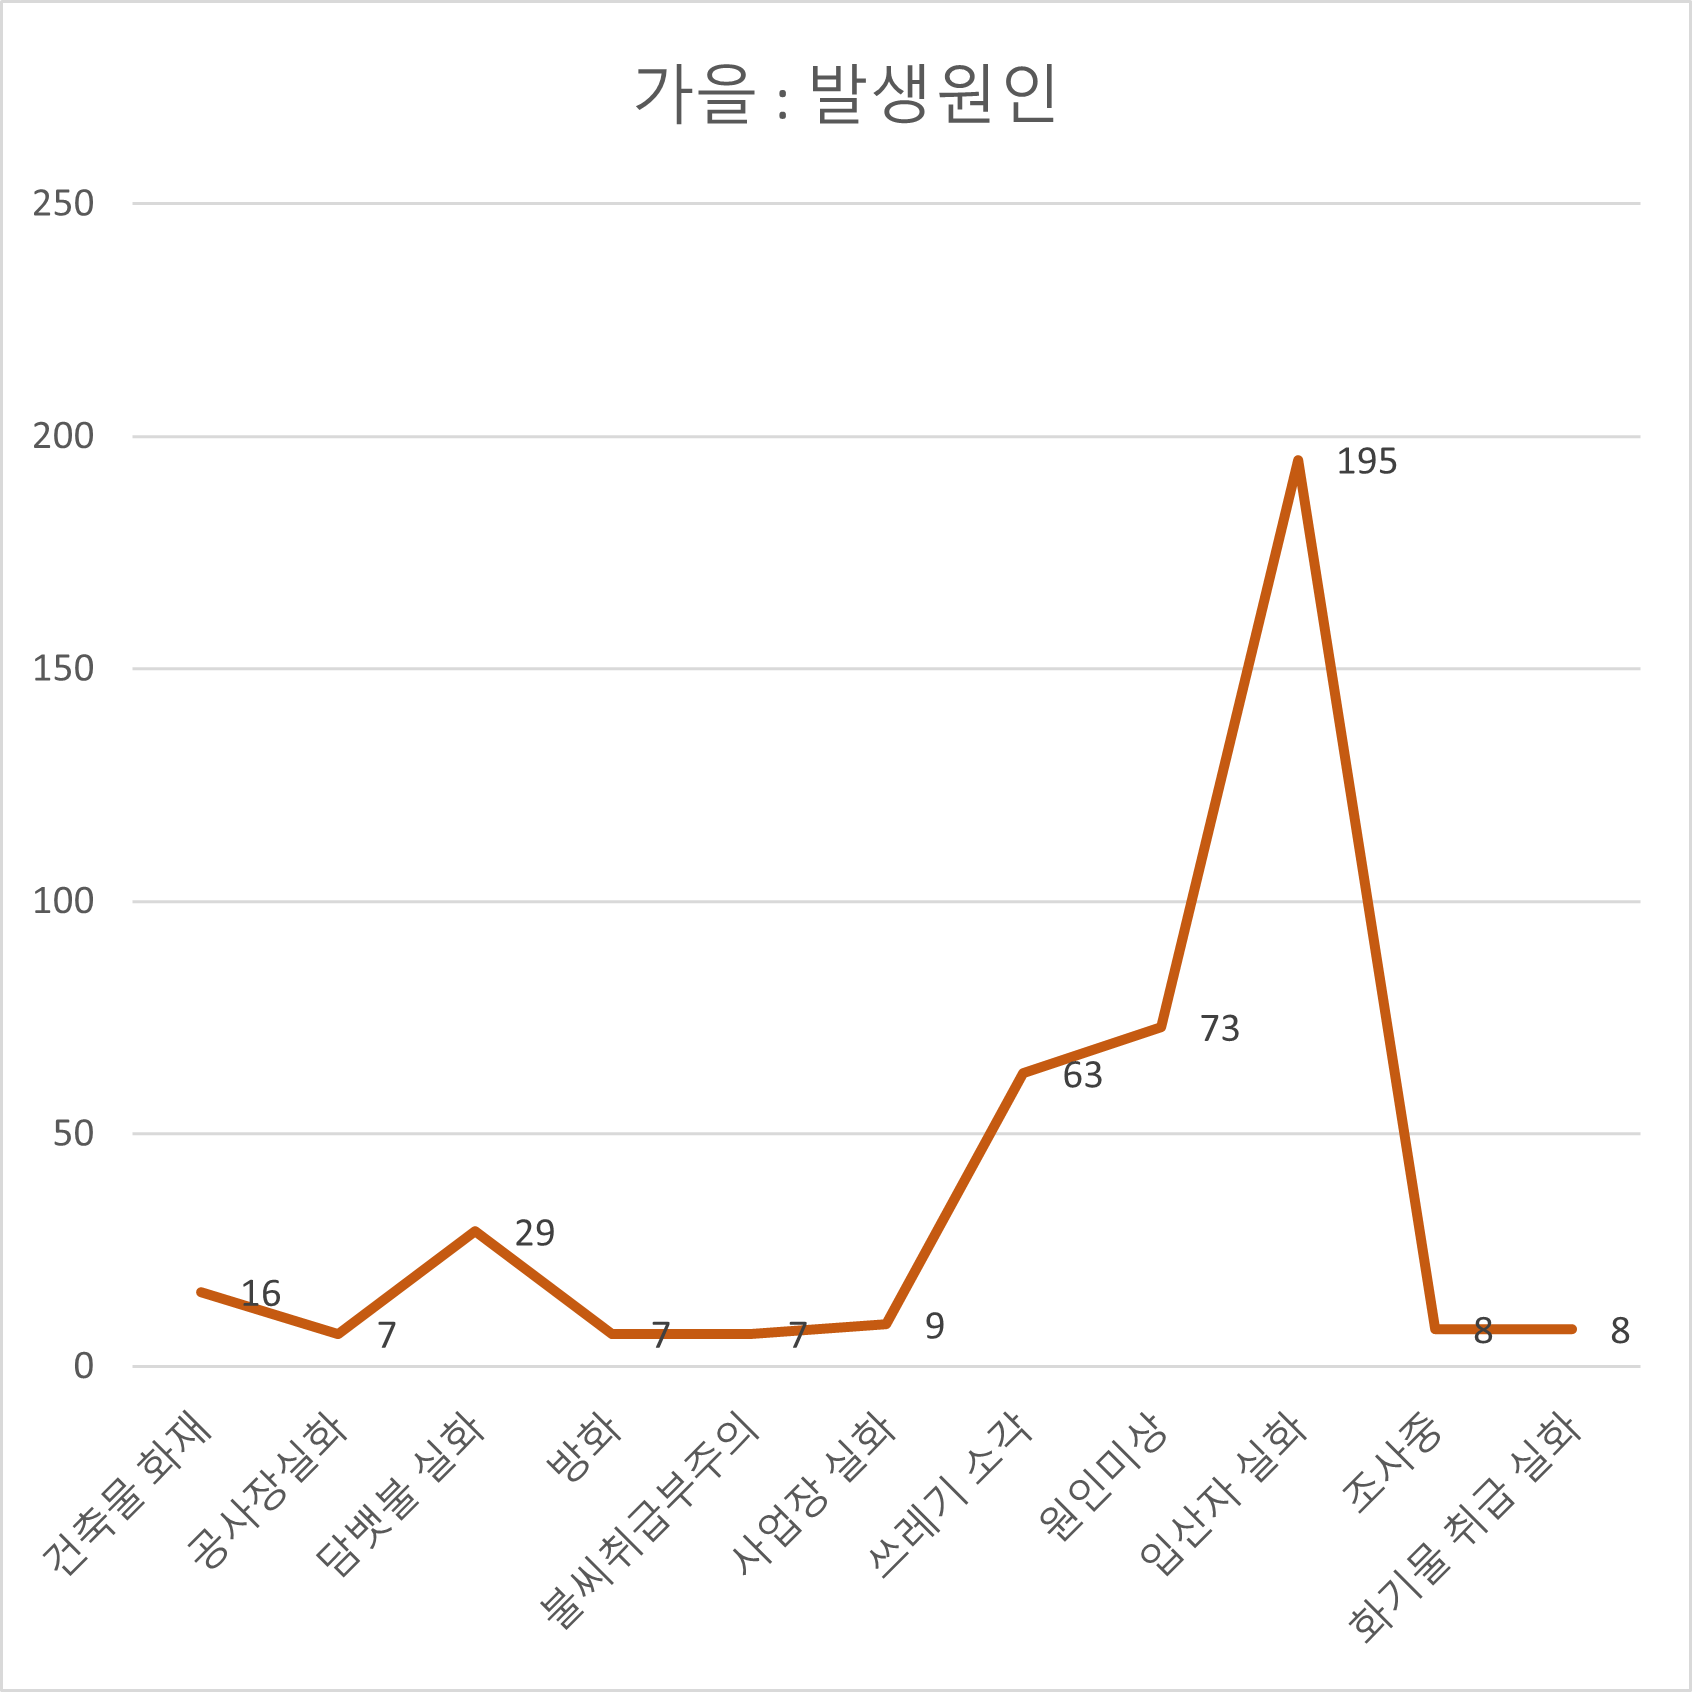 가을 : 발생원인
250
200
150
100
50
0
195
73
63
29
16
7
7
7
9
8
8
건축물 화재
공사장실화
담뱃불 실화
방화
불씨취급부주의
사업장 실화
쓰레기 소각
원인미상
입산자 실화
조사중
화기물 취급 실화